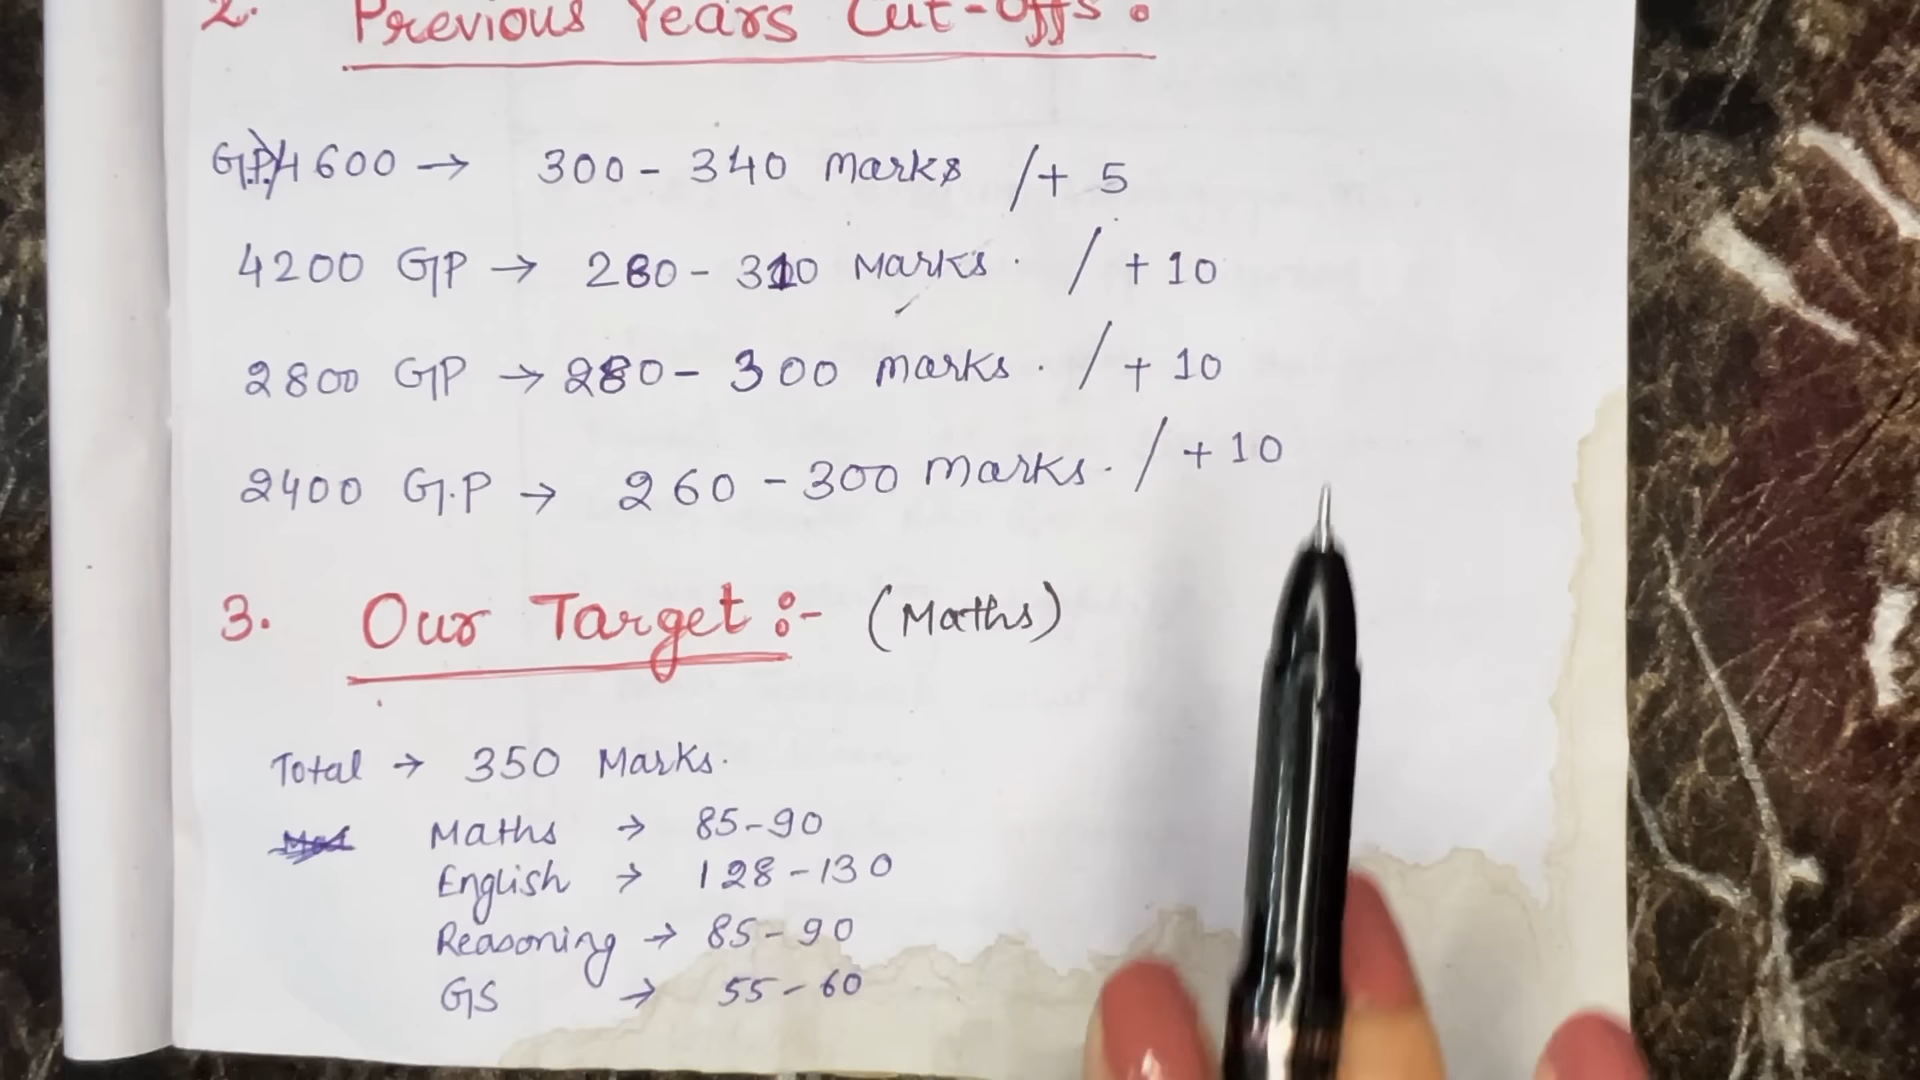 2. Previous Years Cut-Offs :
G.P. 4600 → 300 - 340 Marks / + 5
4200 GP → 280 - 310 Marks . / + 10
2800 GP → 280 - 300 Marks . / + 10
2400 G.P → 260 - 300 Marks . / + 10
3. Our Target :- (Maths)
Total → 350 Marks.
Maths → 85-90
English → 128-130
Reasoning → 85-90
GS → 55-60